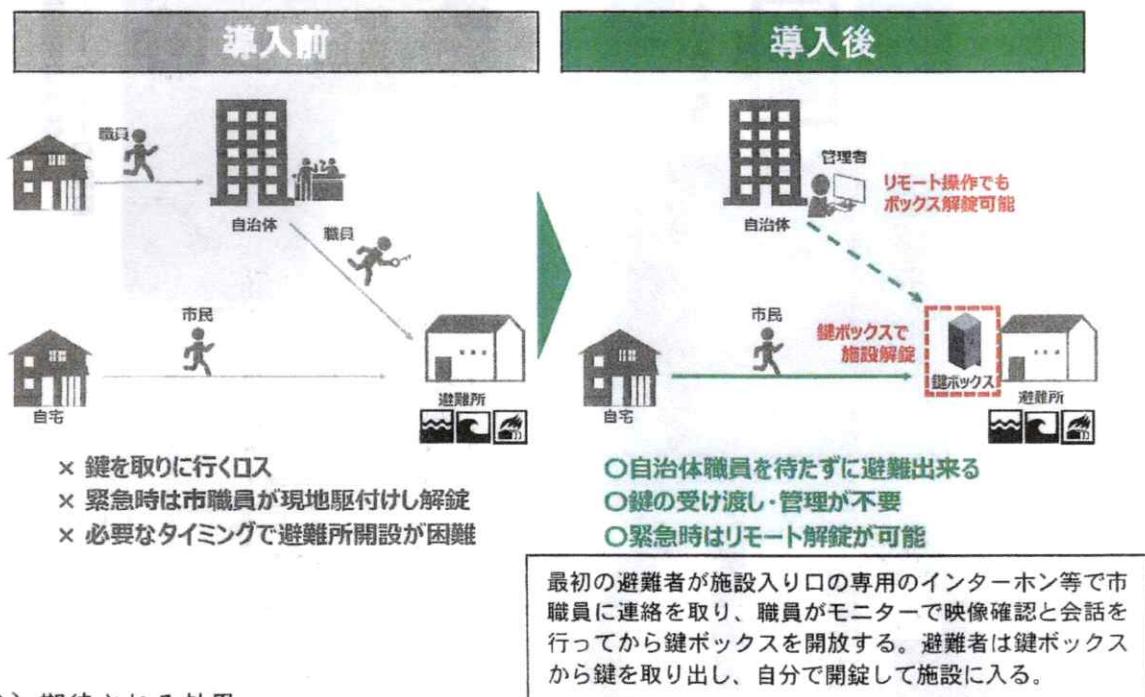 導入前
職員
自治体
職員
市民
自宅
避難所
× 鍵を取りに行くロス
× 緊急時は市職員が現地駆付けし解錠
× 必要なタイミングで避難所開設が困難
導入後
管理者
リモート操作でも
ボックス解錠可能
自治体
市民
鍵ボックスで
施設解錠
鍵ボックス
自宅
避難所
〇自治体職員を待たずに避難出来る
〇鍵の受け渡し・管理が不要
〇緊急時はリモート解錠が可能
最初の避難者が施設入り口の専用のインターホン等で市
職員に連絡を取り、職員がモニターで映像確認と会話を
行ってから鍵ボックスを開放する。避難者は鍵ボックス
から鍵を取り出し、自分で開錠して施設に入る。
期待される効果